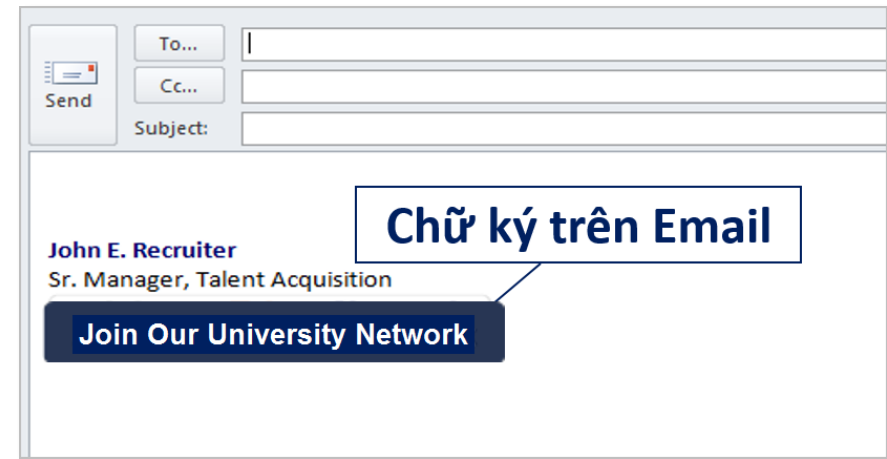 To...
Cc...
Send
Subject:
Chữ ký trên Email
John E. Recruiter
Sr. Manager, Talent Acquisition
Join Our University Network